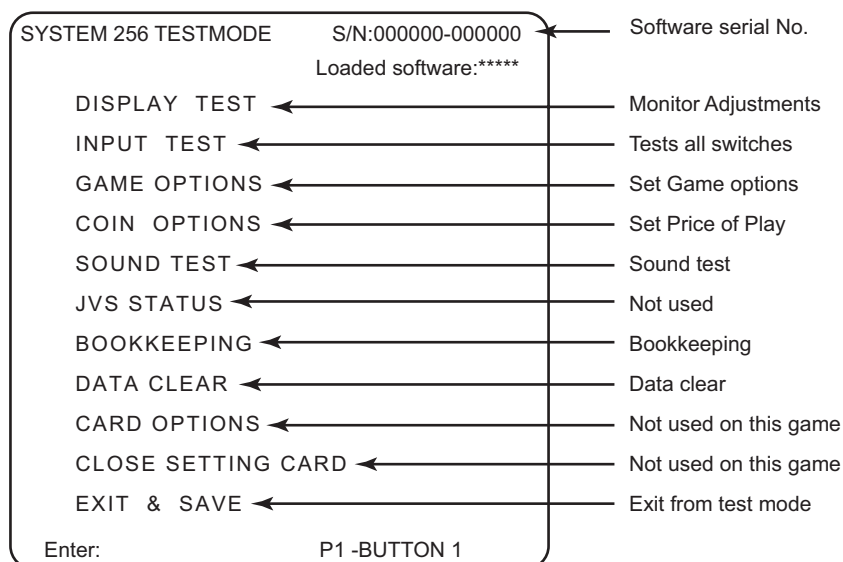 SYSTEM 256 TESTMODE S/N:000000-000000 Software serial No.
Loaded software:*****
DISPLAY TEST Monitor Adjustments
INPUT TEST Tests all switches
GAME OPTIONS Set Game options
COIN OPTIONS Set Price of Play
SOUND TEST Sound test
JVS STATUS Not used
BOOKKEEPING Bookkeeping
DATA CLEAR Data clear
CARD OPTIONS Not used on this game
CLOSE SETTING CARD Not used on this game
EXIT & SAVE Exit from test mode
Enter: P1 -BUTTON 1